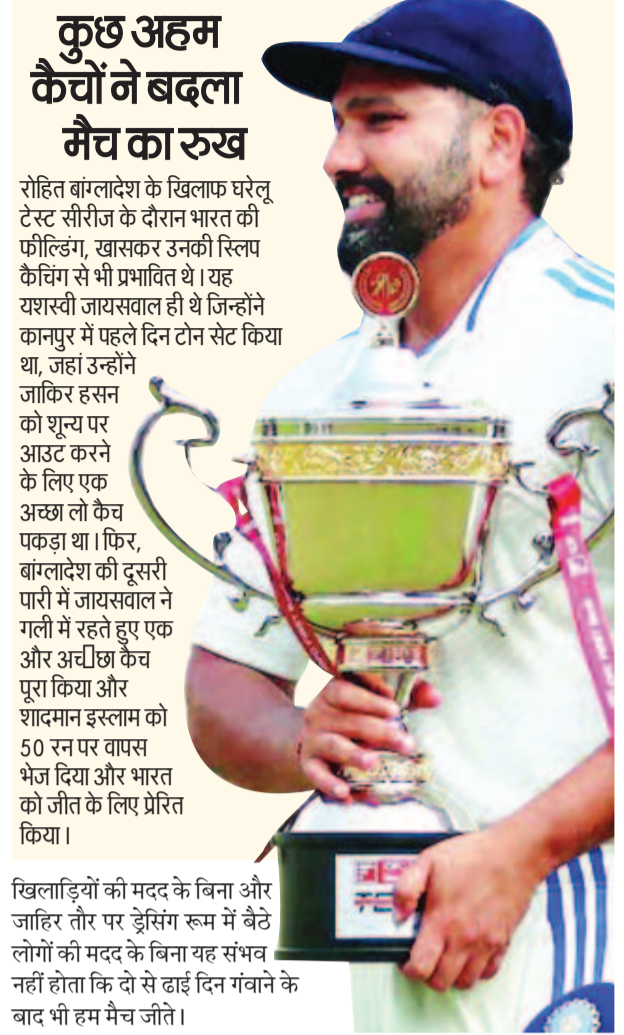 कुछ अहम
कैचों ने बदला
मैच का रुख
रोहित बांग्लादेश के खिलाफ घरेलू
टेस्ट सीरीज के दौरान भारत की
फील्डिंग, खासकर उनकी स्लिप
कैचिंग से भी प्रभावित थे। यह
यशस्वी जायसवाल ही थे जिन्होंने
कानपुर में पहले दिन टोन सेट किया
था, जहां उन्होंने
जाकिर हसन
को शून्य पर
आउट करने
के लिए एक
अच्छा लो कैच
पकड़ा था। फिर,
बांग्लादेश की दूसरी
पारी में जायसवाल ने
गली में रहते हुए एक
और अच्□छा कैच
पूरा किया और
शादमान इस्लाम को
50 रन पर वापस
भेज दिया और भारत
को जीत के लिए प्रेरित
किया।
खिलाड़ियों की मदद के बिना और
जाहिर तौर पर ड्रेसिंग रूम में बैठे
लोगों की मदद के बिना यह संभव
नहीं होता कि दो से ढाई दिन गंवाने के
बाद भी हम मैच जीते।